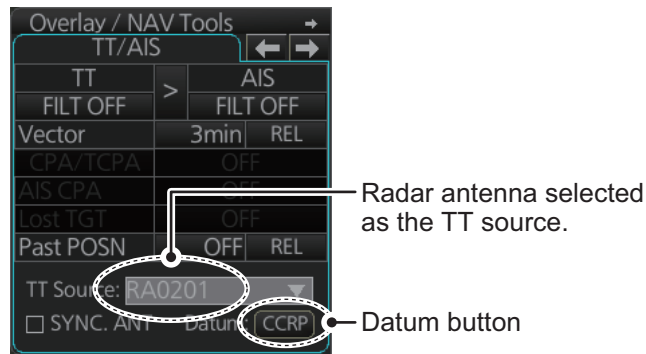 Overlay / NAV Tools
TT/AIS
TT > AIS
FILT OFF FILT OFF
Vector 3min REL
CPA/TCPA OFF
AIS CPA OFF
Lost TGT OFF
Past POSN OFF REL
TT Source: RA0201
SYNC. ANT Datum: CCRP
Radar antenna selected
as the TT source.
Datum button